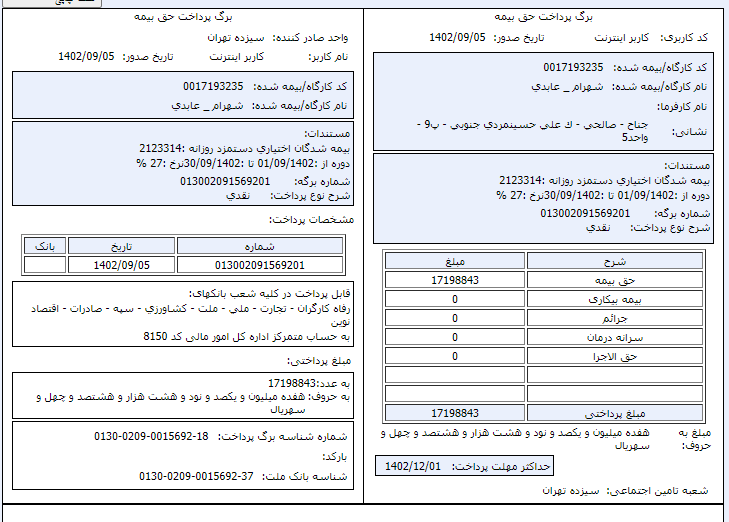 برگ پرداخت حق بیمه
کد کاربری: کاربر اینترنت تاریخ صدور: 1402/09/05
کد کارگاه/بیمه شده: 0017193235
نام کارگاه/بیمه شده: شهرام _ عابدي
نام کارفرما:
نشانی: جناح - صالحي - ك علي حسينمردي جنوبي - پ9 - واحد5
مستندات:
بیمه شدگان اختیاري دستمزد روزانه :2123314
دوره از :01/09/1402 تا :30/09/1402نرخ :27 %
شماره برگه: 013002091569201
شرح نوع پرداخت: نقدي
شرح مبلغ
حق بیمه 17198843
بیمه بیکاری 0
جرائم 0
سرانه درمان 0
حق الاجرا 0
مبلغ پرداختی 17198843
مبلغ به حروف: هفده میلیون و یکصد و نود و هشت هزار و هشتصد و چهل و سهریال
حداکثر مهلت پرداخت: 1402/12/01
شعبه تامین اجتماعی: سیزده تهران
برگ پرداخت حق بیمه
واحد صادر کننده: سیزده تهران
نام کاربر: کاربر اینترنت تاریخ صدور: 1402/09/05
کد کارگاه/بیمه شده: 0017193235
نام کارگاه/بیمه شده: شهرام _ عابدي
مستندات:
بیمه شدگان اختیاري دستمزد روزانه :2123314
دوره از :01/09/1402 تا :30/09/1402نرخ :27 %
شماره برگه: 013002091569201
شرح نوع پرداخت: نقدي
مشخصات پرداخت:
شماره تاریخ بانک
013002091569201 1402/09/05
قابل پرداخت در کلیه شعب بانکهای:
رفاه کارگران - تجارت - ملي - ملت - کشاورزي - سپه - صادرات - اقتصاد نوین
به حساب متمرکز اداره کل امور مالی کد 8150
مبلغ پرداختی:
به عدد:17198843
به حروف: هفده میلیون و یکصد و نود و هشت هزار و هشتصد و چهل و سهریال
شماره شناسه برگ پرداخت: 0130-0209-0015692-18
بارکد:
شناسه بانک ملت: 0130-0209-0015692-37